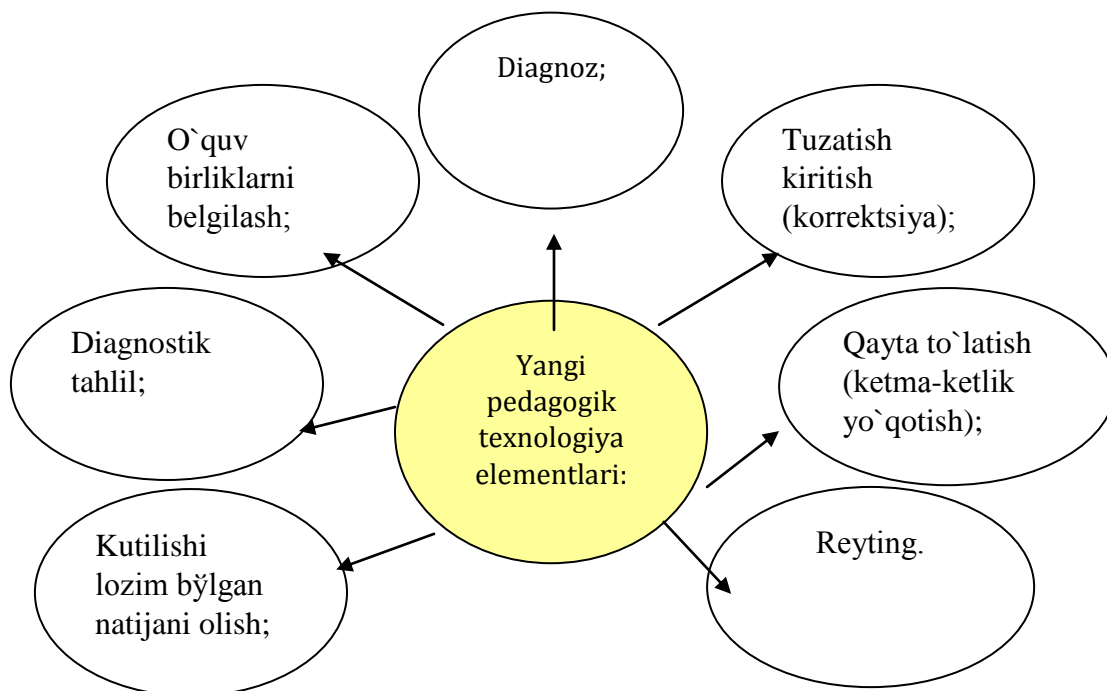 Diagnoz;
O`quv
birliklarni
belgilash;
Tuzatish
kiritish
(korrektsiya);
Diagnostik
tahlil;
Yangi
pedagogik
texnologiya
elementlari:
Qayta to`latish
(ketma-ketlik
yo`qotish);
Kutilishi
lozim bўlgan
natijani olish;
Reyting.